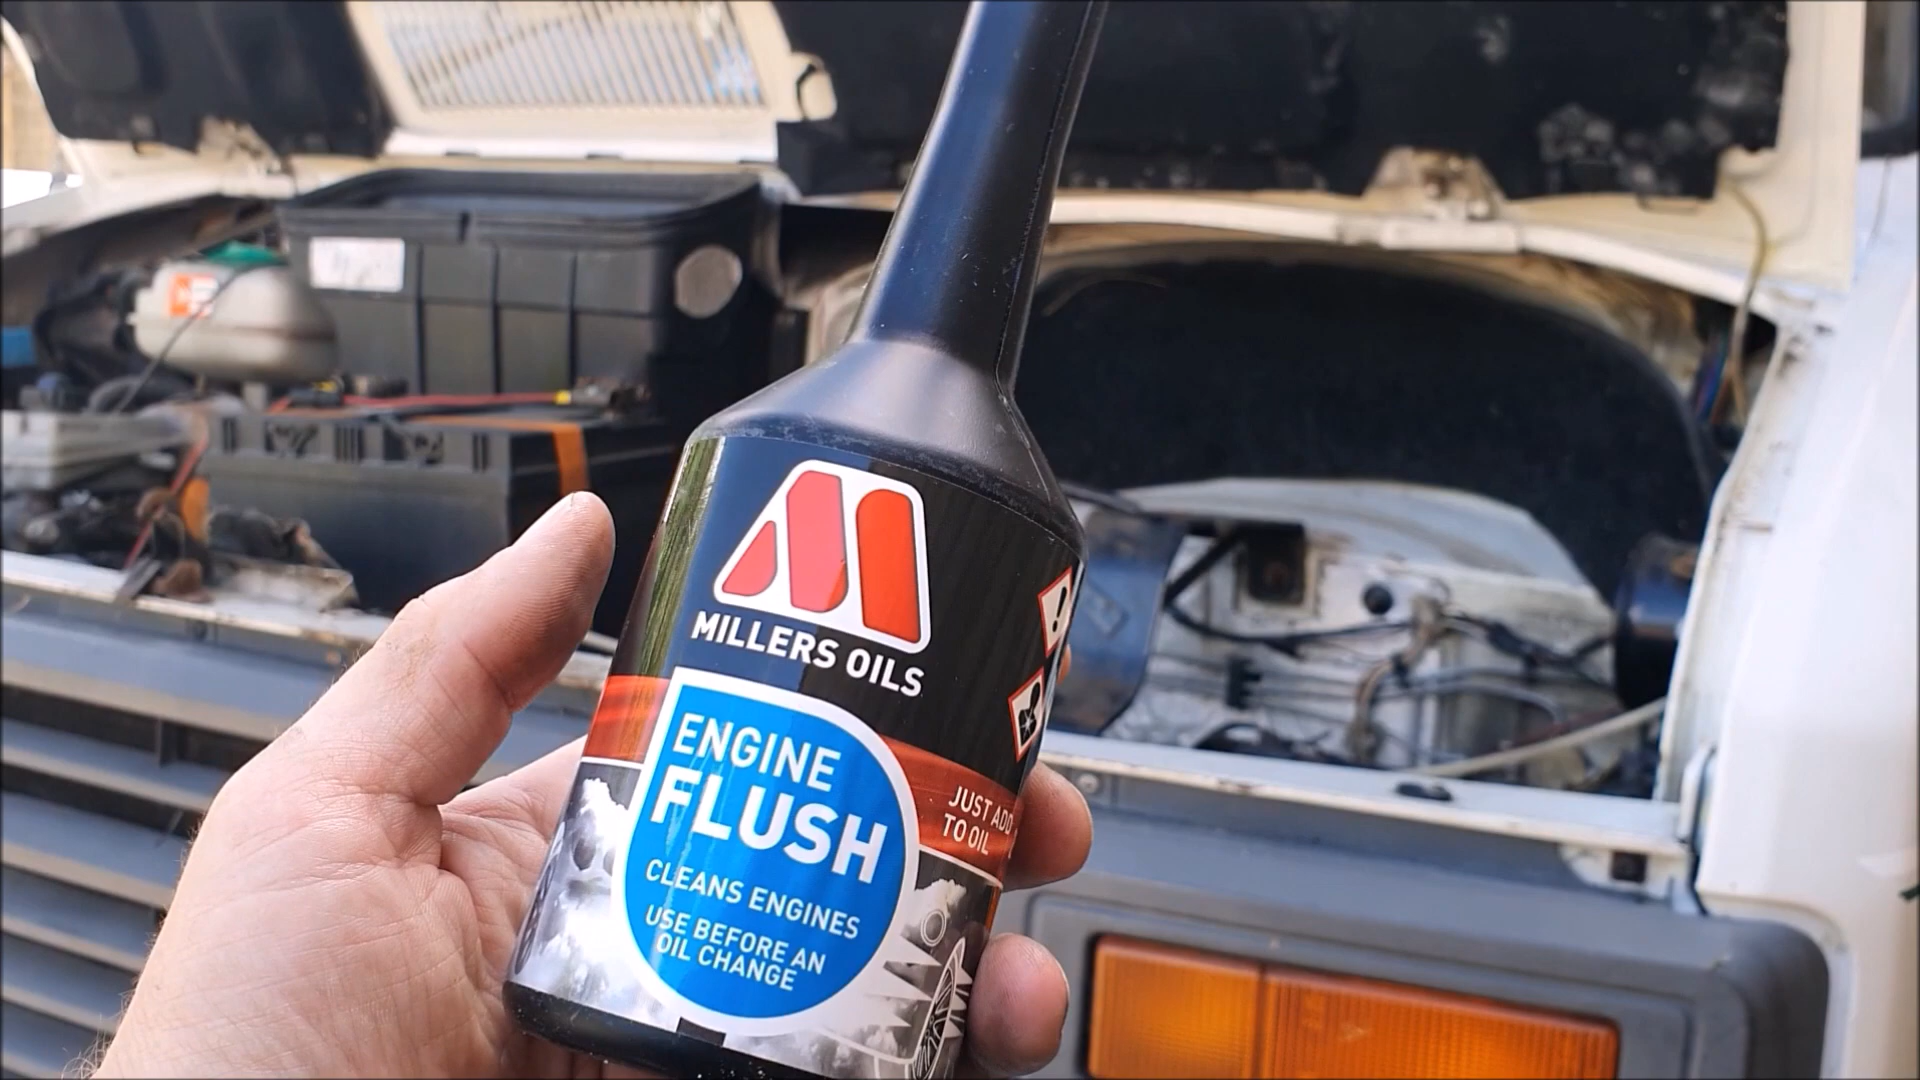 MILLERS OILS
ENGINE
FLUSH
CLEANS ENGINES
USE BEFORE AN
OIL CHANGE
JUST ADD
TO OIL